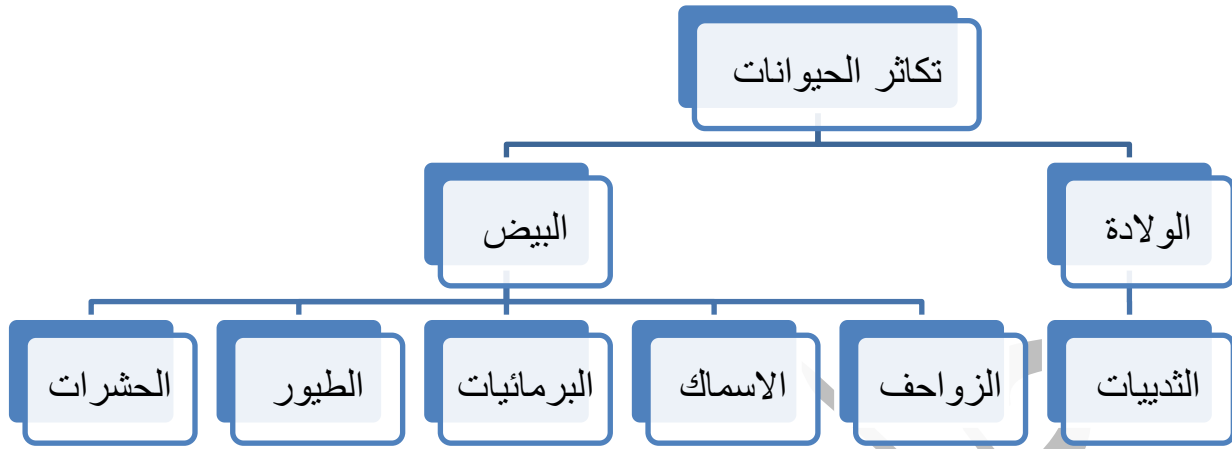 تكاثر الحيوانات
الولادة
البيض
الثدييات
الزواحف
الاسماك
البرمائيات
الطيور
الحشرات